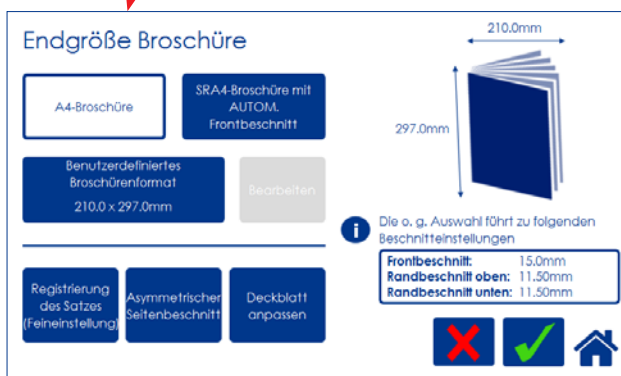 Endgröße Broschüre
A4-Broschüre
SRA4-Broschüre mit
AUTOM.
Frontbeschnitt
Benutzerdefiniertes
Broschürenformat
210.0 x 297.0mm
Bearbeiten
Registrierung
des Satzes
(Feineinstellung)
Asymmetrischer
Seitenbeschnitt
Deckblatt
anpassen
210.0mm
297.0mm
i
Die o. g. Auswahl führt zu folgenden
Beschnitteinstellungen
Frontbeschnitt: 15.0mm
Randbeschnitt oben: 11.50mm
Randbeschnitt unten: 11.50mm